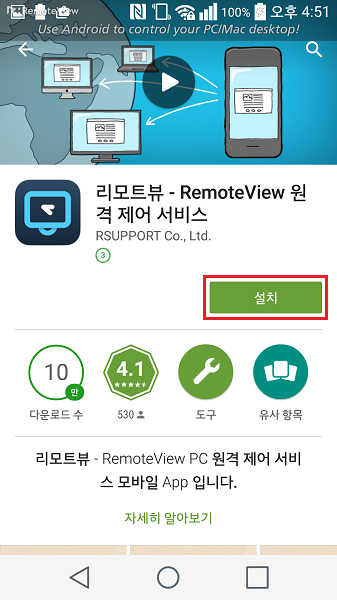 100% 오후 4:51
RemoteView
Use Android to control your PC/Mac desktop!
리모트뷰 - RemoteView 원
격 제어 서비스
RSUPPORT Co., Ltd.
3
설치
10
만
4.1
다운로드 수
530
도구
유사 항목
리모트뷰 - RemoteView PC 원격 제어 서비
스 모바일 App 입니다.
자세히 알아보기